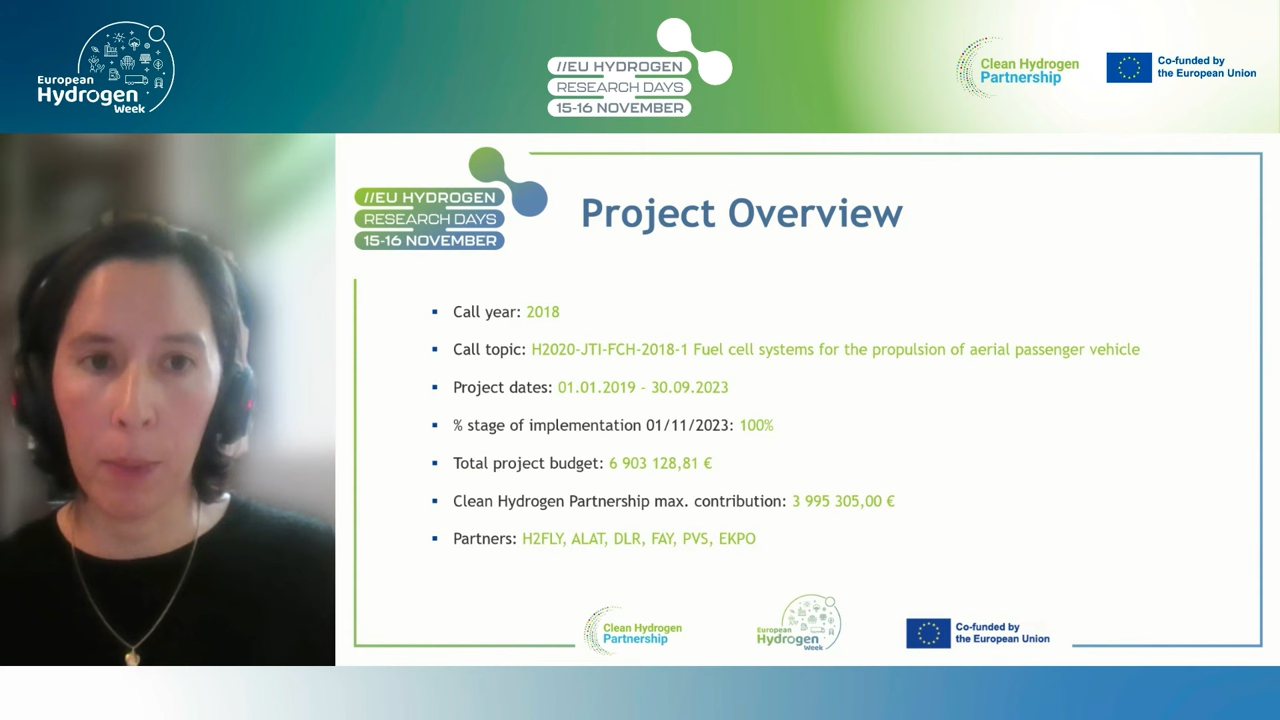 European
Hydrogen
Week
//EU HYDROGEN
RESEARCH DAYS
15-16 NOVEMBER
Clean Hydrogen
Partnership
Co-funded by
the European Union
//EU HYDROGEN
RESEARCH DAYS
15-16 NOVEMBER
Project Overview
▪ Call year: 2018
▪ Call topic: H2020-JTI-FCH-2018-1 Fuel cell systems for the propulsion of aerial passenger vehicle
▪ Project dates: 01.01.2019 - 30.09.2023
▪ % stage of implementation 01/11/2023: 100%
▪ Total project budget: 6 903 128,81 €
▪ Clean Hydrogen Partnership max. contribution: 3 995 305,00 €
▪ Partners: H2FLY, ALAT, DLR, FAY, PVS, EKPO
Clean Hydrogen
Partnership
European
Hydrogen
Week
Co-funded by
the European Union